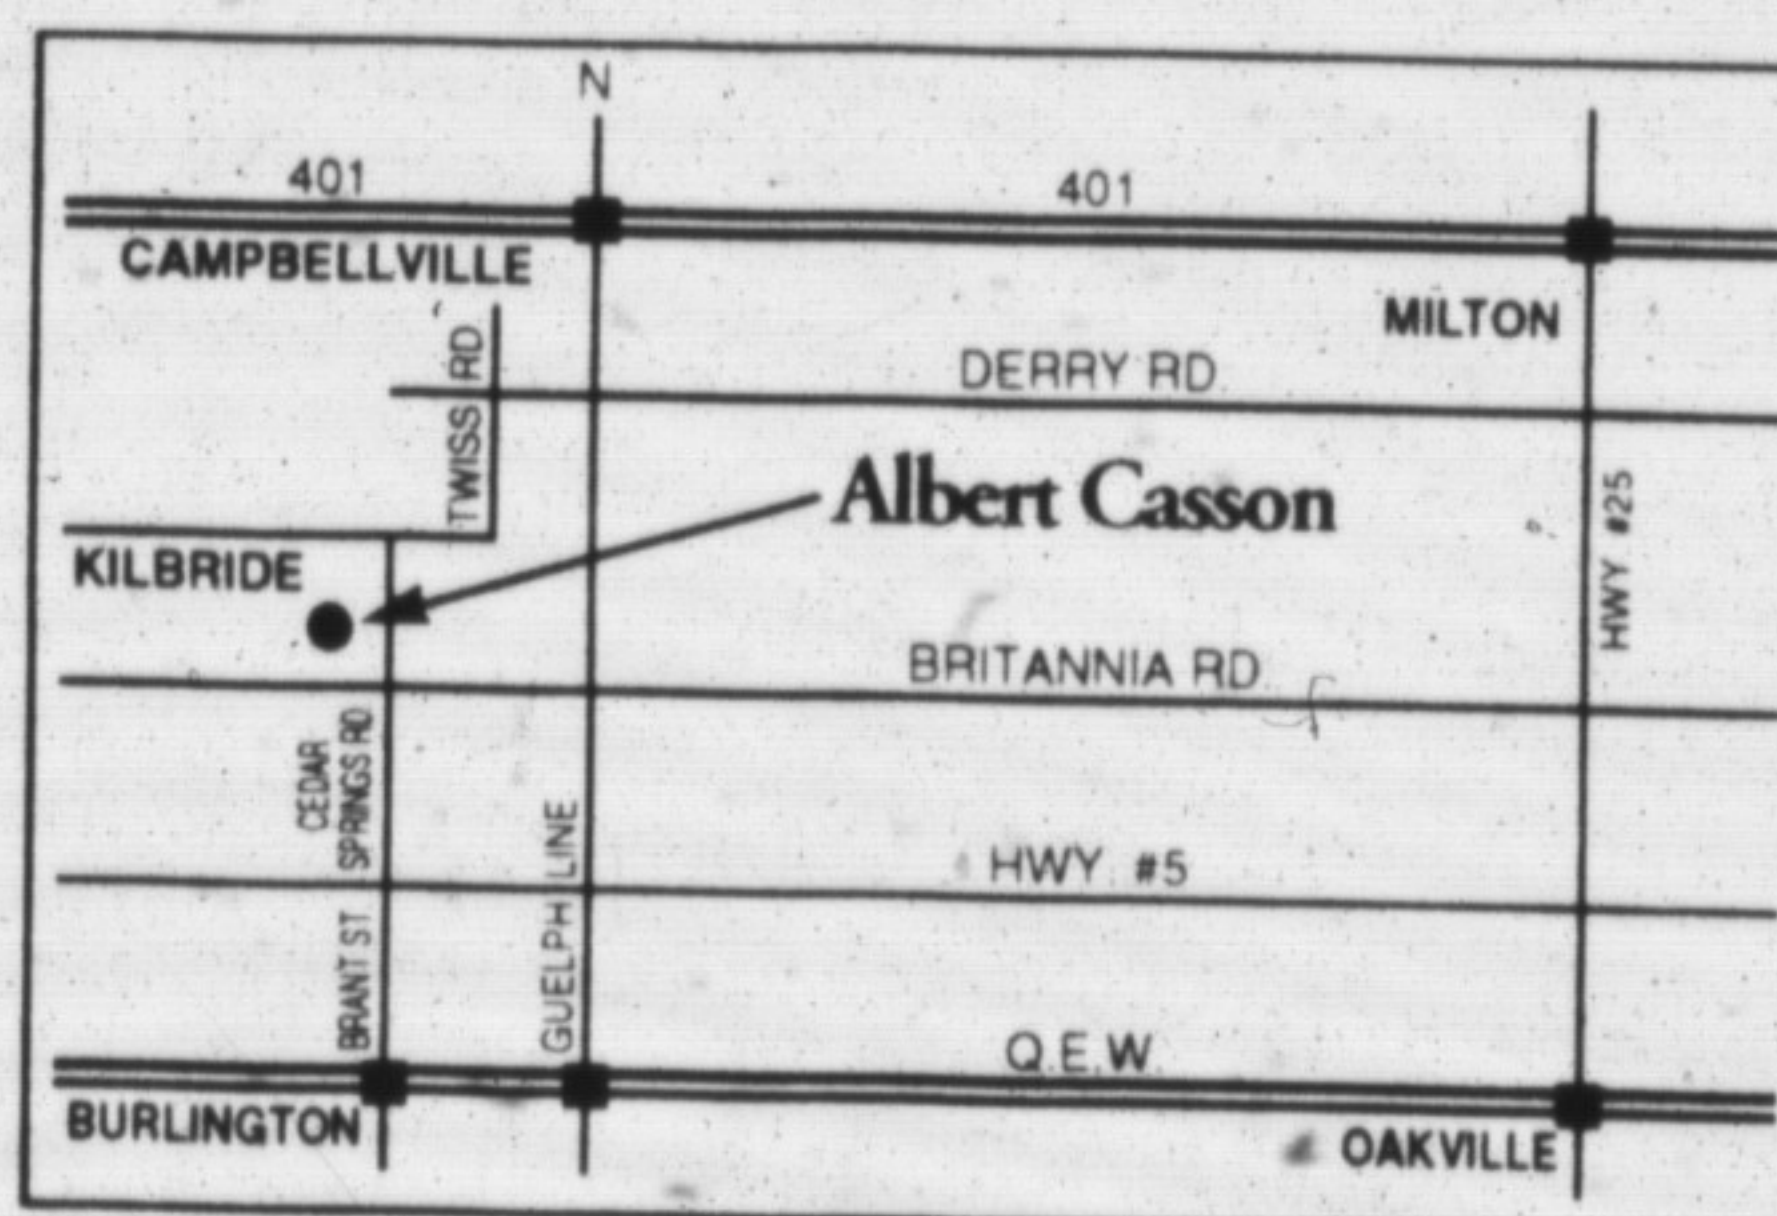 N
401
401
CAMPBELLVILLE
MILTON
TWISS RD
DERRY RD
Albert Casson
HWY. #25
KILBRIDE
BRITANNIA RD
CEDAR
SPRINGS RD
HWY. #5
BRANT ST
GUELPH LINE
Q.E.W.
BURLINGTON
OAKVILLE